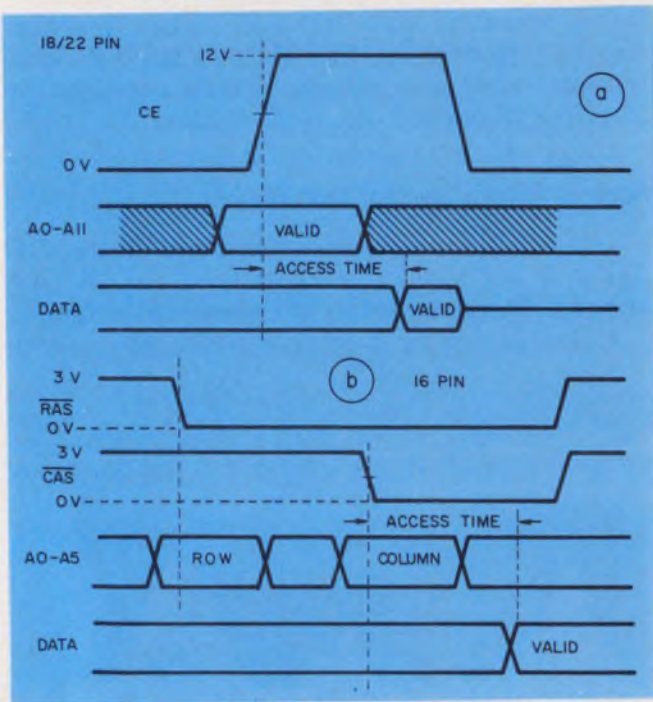 18/22 PIN
12 V
a
CE
0 V
A0-A11
VALID
ACCESS TIME
DATA
VALID
b
16 PIN
3 V
RAS
0 V
3 V
CAS
0 V
ACCESS TIME
A0-A5
ROW
COLUMN
DATA
VALID